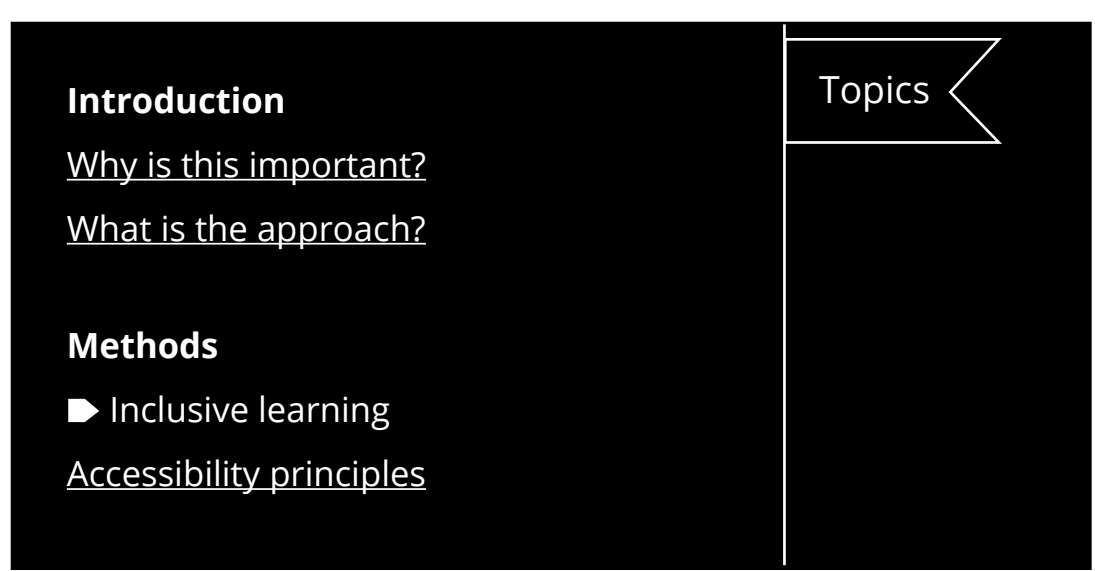 Introduction
Why is this important?
What is the approach?
Methods
Inclusive learning
Accessibility principles
Topics